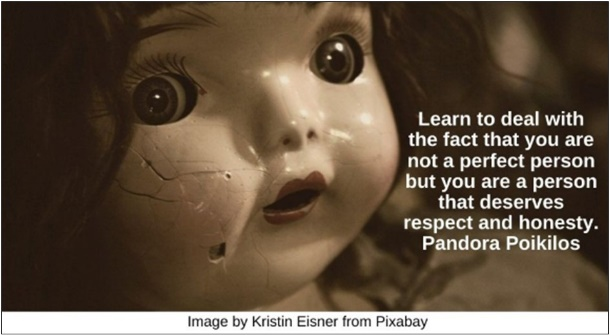 Learn to deal with
the fact that you are
not a perfect person
but you are a person
that deserves
respect and honesty.
Pandora Poikilos
Image by Kristin Eisner from Pixabay